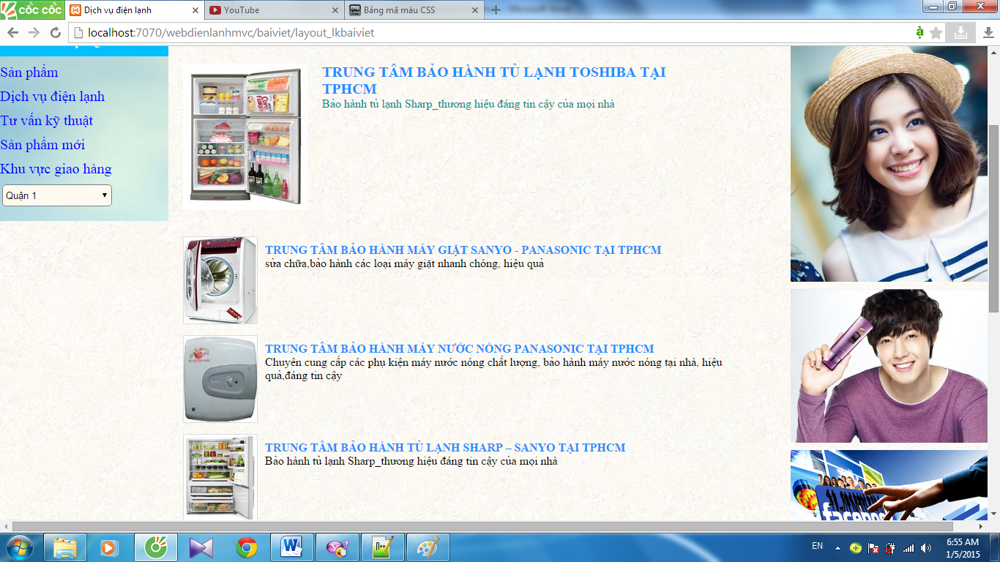 cốc cốc
Dịch vụ điện lạnh
YouTube
Bảng mã màu CSS
localhost:7070/webdienlanhmvc/baiviet/layout_lkbaiviet
Sản phẩm
Dịch vụ điện lạnh
Tư vấn kỹ thuật
Sản phẩm mới
Khu vực giao hàng
Quận 1
TRUNG TÂM BẢO HÀNH TỦ LẠNH TOSHIBA TẠI
TPHCM
Bảo hành tủ lạnh Sharp_thương hiệu đáng tin cậy của mọi nhà
TRUNG TÂM BẢO HÀNH MÁY GIẶT SANYO - PANASONIC TẠI TPHCM
sửa chữa,bảo hành các loại máy giặt nhanh chóng, hiệu quả
TRUNG TÂM BẢO HÀNH MÁY NƯỚC NÓNG PANASONIC TẠI TPHCM
Chuyên cung cấp các phụ kiện máy nước nóng chất lượng, bảo hành máy nước nóng tại nhà, hiệu
quả,đáng tin cậy
TRUNG TÂM BẢO HÀNH TỦ LẠNH SHARP – SANYO TẠI TPHCM
Bảo hành tủ lạnh Sharp_thương hiệu đáng tin cậy của mọi nhà
facebook
EN
6:55 AM
1/5/2015